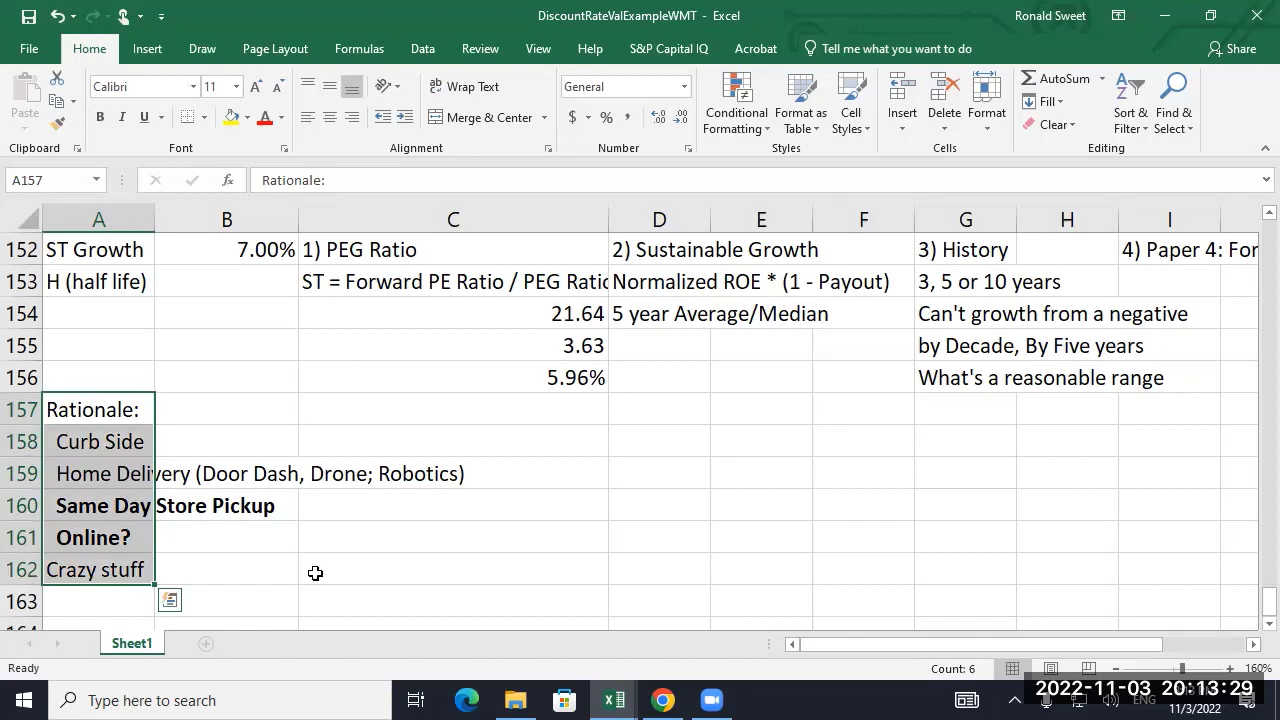 DiscountRateValExampleWMT - Excel
Ronald Sweet
File Home Insert Draw Page Layout Formulas Data Review View Help S&P Capital IQ Acrobat Tell me what you want to do Share
Paste
Calibri 11
B I U
Wrap Text
Merge & Center
General
$ % ,
Conditional Formatting
Format as Table
Cell Styles
Insert
Delete
Format
AutoSum
Fill
Clear
Sort & Filter
Find & Select
Clipboard Font Alignment Number Styles Cells Editing
A157 fx Rationale:
A B C D E F G H I
152 ST Growth 7.00% 1) PEG Ratio 2) Sustainable Growth 3) History 4) Paper 4: For
153 H (half life) ST = Forward PE Ratio / PEG Ratio Normalized ROE * (1 - Payout) 3, 5 or 10 years
154 21.64 5 year Average/Median Can't growth from a negative
155 3.63 by Decade, By Five years
156 5.96% What's a reasonable range
157 Rationale:
158 Curb Side
159 Home Delivery (Door Dash, Drone; Robotics)
160 Same Day Store Pickup
161 Online?
162 Crazy stuff
163
164
Sheet1
Ready
Count: 6
160%
Type here to search
2022-11-03 20:13:29
ENG
11/3/2022